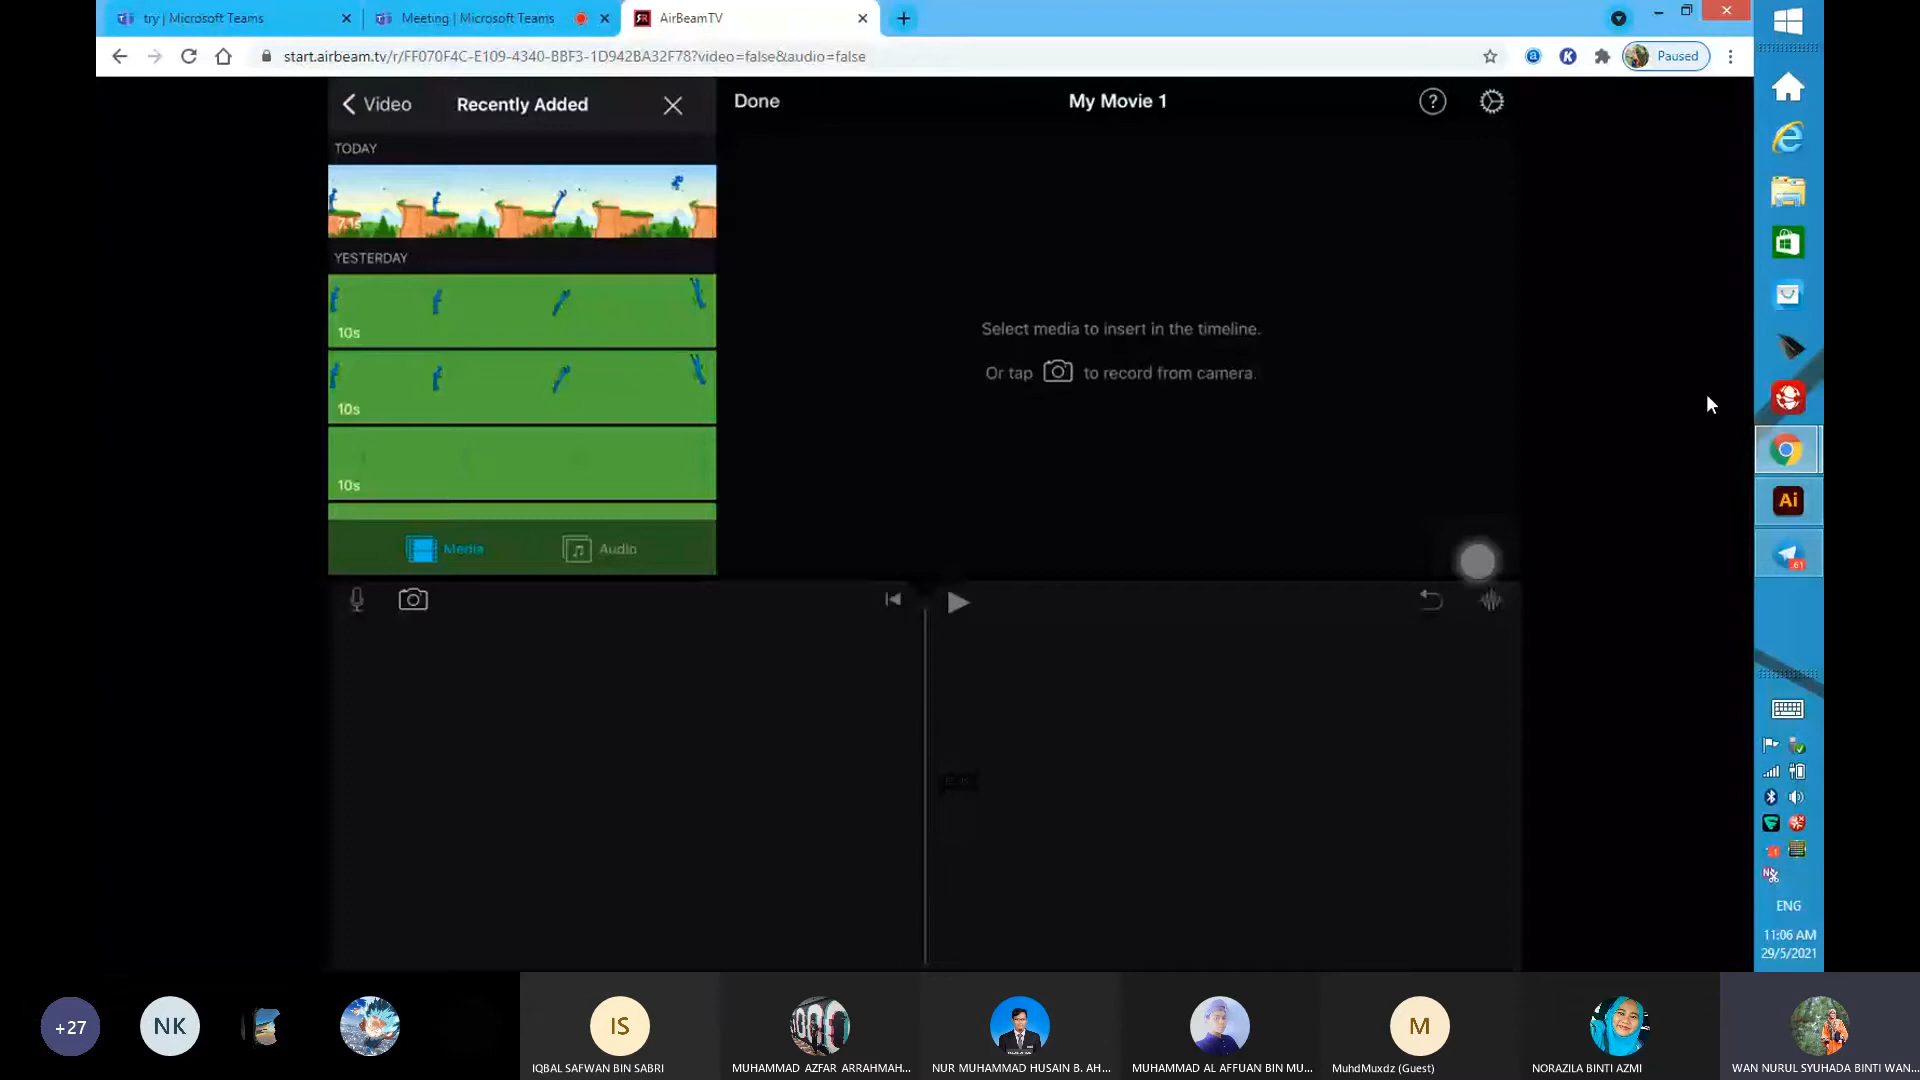 try | Microsoft Teams
Meeting | Microsoft Teams
AirBeamTV
start.airbeam.tv/r/FF070F4C-E109-4340-BBF3-1D942BA32F78?video=false&audio=false
Paused
Video
Recently Added
Done
My Movie 1
?
TODAY
7.1s
YESTERDAY
10s
10s
10s
Select media to insert in the timeline.
Or tap to record from camera.
Media
Audio
Ai
61
ENG
11:06 AM
29/5/2021
+27
NK
IS
M
IQBAL SAFWAN BIN SABRI
MUHAMMAD AZFAR ARRAHMAH...
NUR MUHAMMAD HUSAIN B. AH...
MUHAMMAD AL AFFUAN BIN MU...
MuhdMuxdz (Guest)
NORAZILA BINTI AZMI
WAN NURUL SYUHADA BINTI WAN...